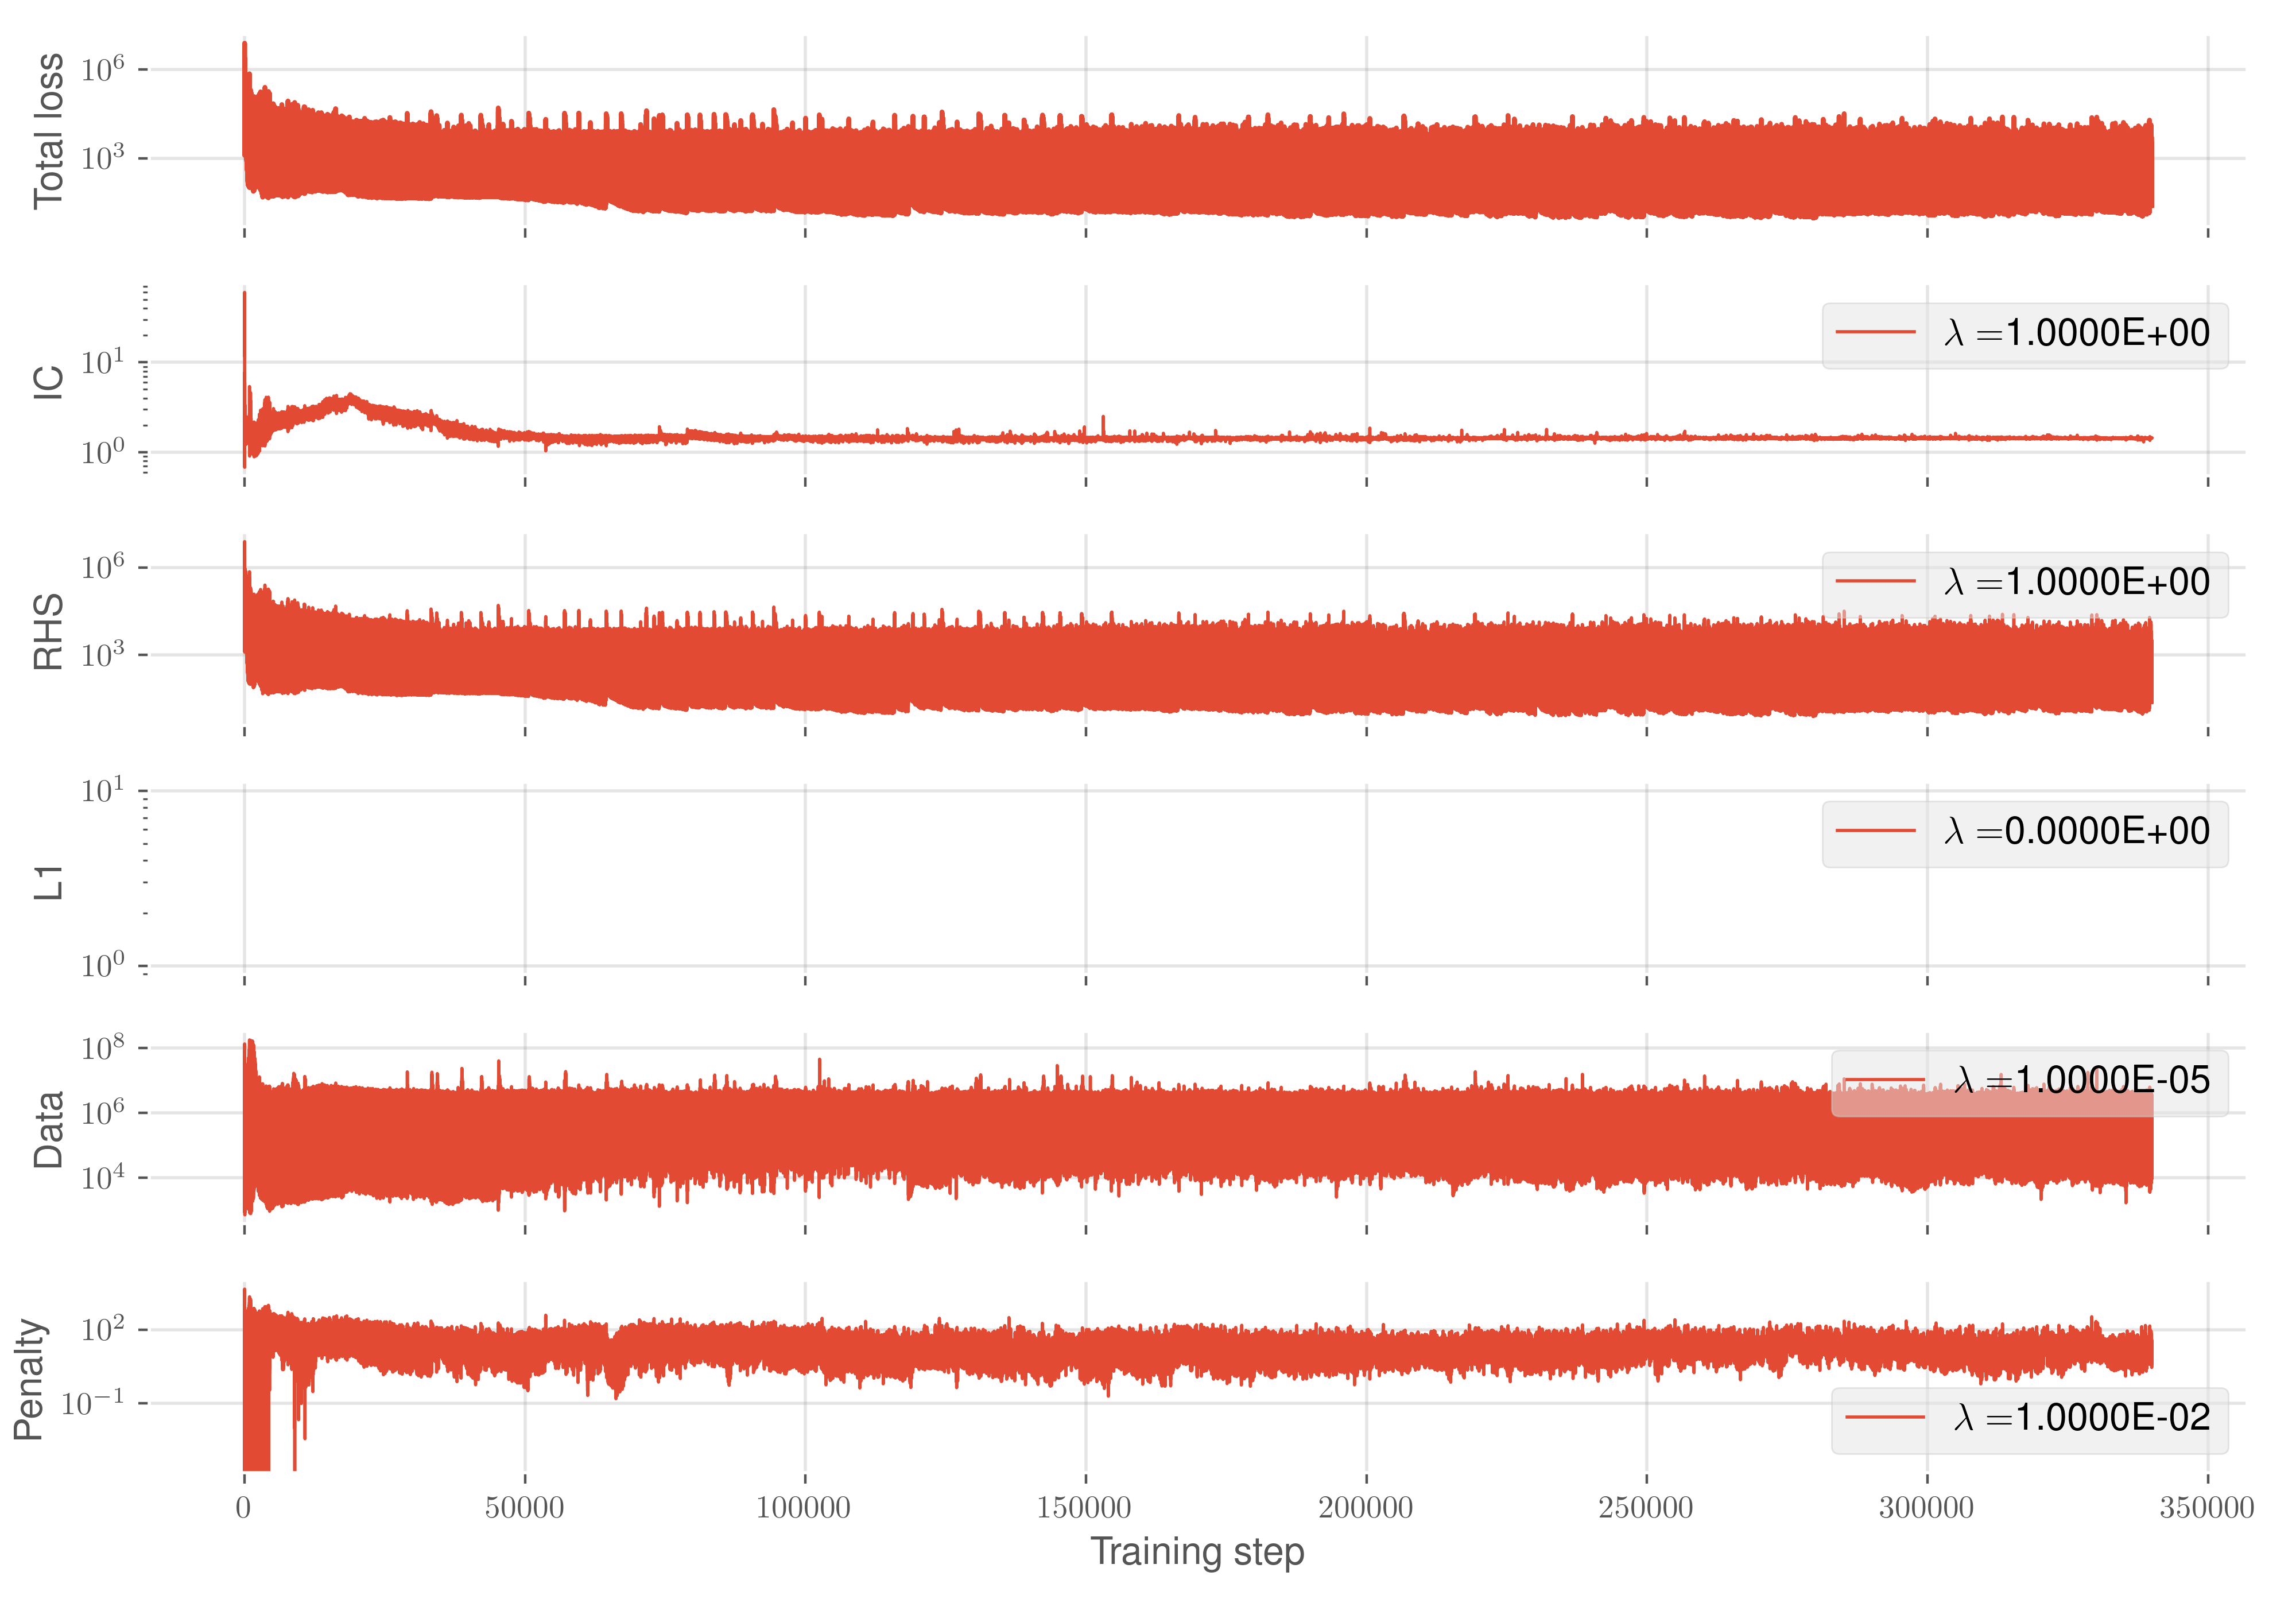 Total loss
10^6
10^3
IC
10^1
10^0
λ =1.0000E+00
RHS
10^6
10^3
λ =1.0000E+00
L1
10^1
10^0
λ =0.0000E+00
Data
10^8
10^6
10^4
λ =1.0000E-05
Penalty
10^2
10^−1
λ =1.0000E-02
0 50000 100000 150000 200000 250000 300000 350000
Training step